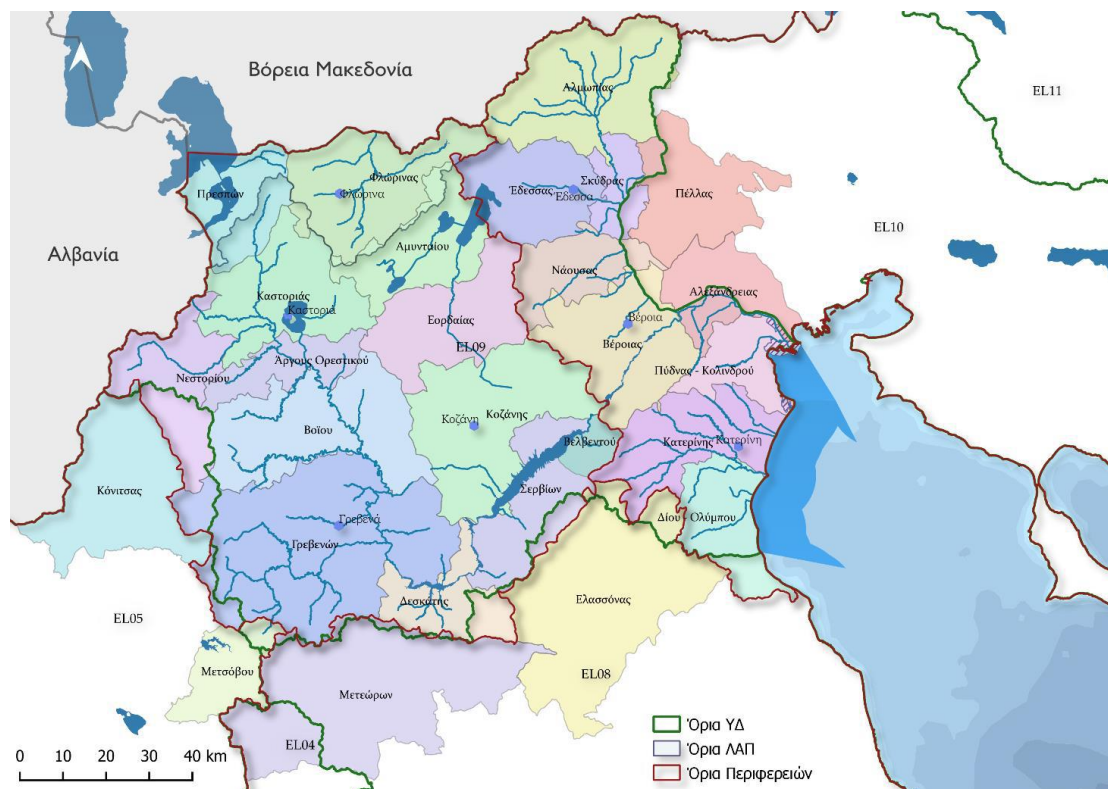 Βόρεια Μακεδονία
Αλμωπίας
EL11
Φλώρινας
Πρεσπών
Φλώρινα
Έδεσσας
Έδεσσα
Σκύδρας
Πέλλας
EL10
Αλβανία
Αμυνταίου
Νάουσας
Αλεξάνδρειας
Καστοριάς
Καστοριά
Εορδαίας
Βέροια
Βέροιας
EL09
Άργους Ορεστικού
Πύδνας - Κολινδρού
Νεστορίου
Κοζάνη
Κοζάνης
Βοΐου
Βελβεντού
Κατερίνης
Κατερίνη
Κόνιτσας
Σερβίων
Γρεβενά
Δίου - Ολύμπου
Γρεβενών
Δεσκάτης
Ελασσόνας
EL05
Μετσόβου
EL08
Μετεώρων
EL04
Όρια ΥΔ
Όρια ΛΑΠ
Όρια Περιφερειών
0 10 20 30 40 km